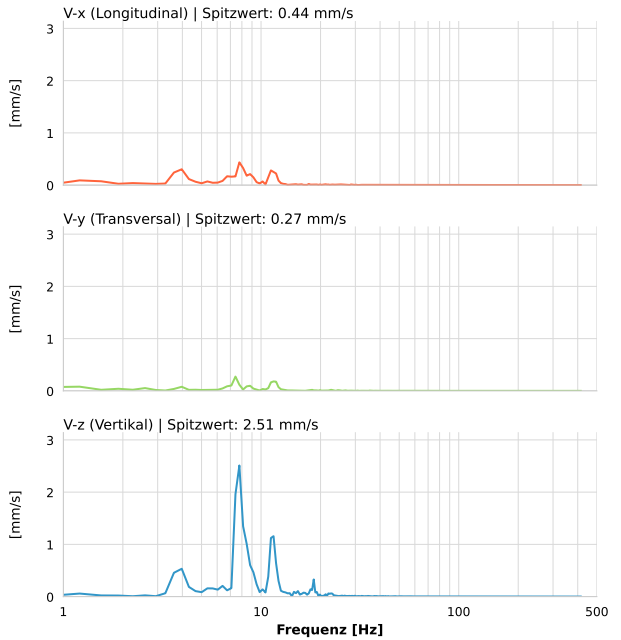 V-x (Longitudinal) | Spitzwert: 0.44 mm/s
3
2
1
0
[mm/s]
V-y (Transversal) | Spitzwert: 0.27 mm/s
3
2
1
0
[mm/s]
V-z (Vertikal) | Spitzwert: 2.51 mm/s
3
2
1
0
[mm/s]
1 10 100 500
Frequenz [Hz]